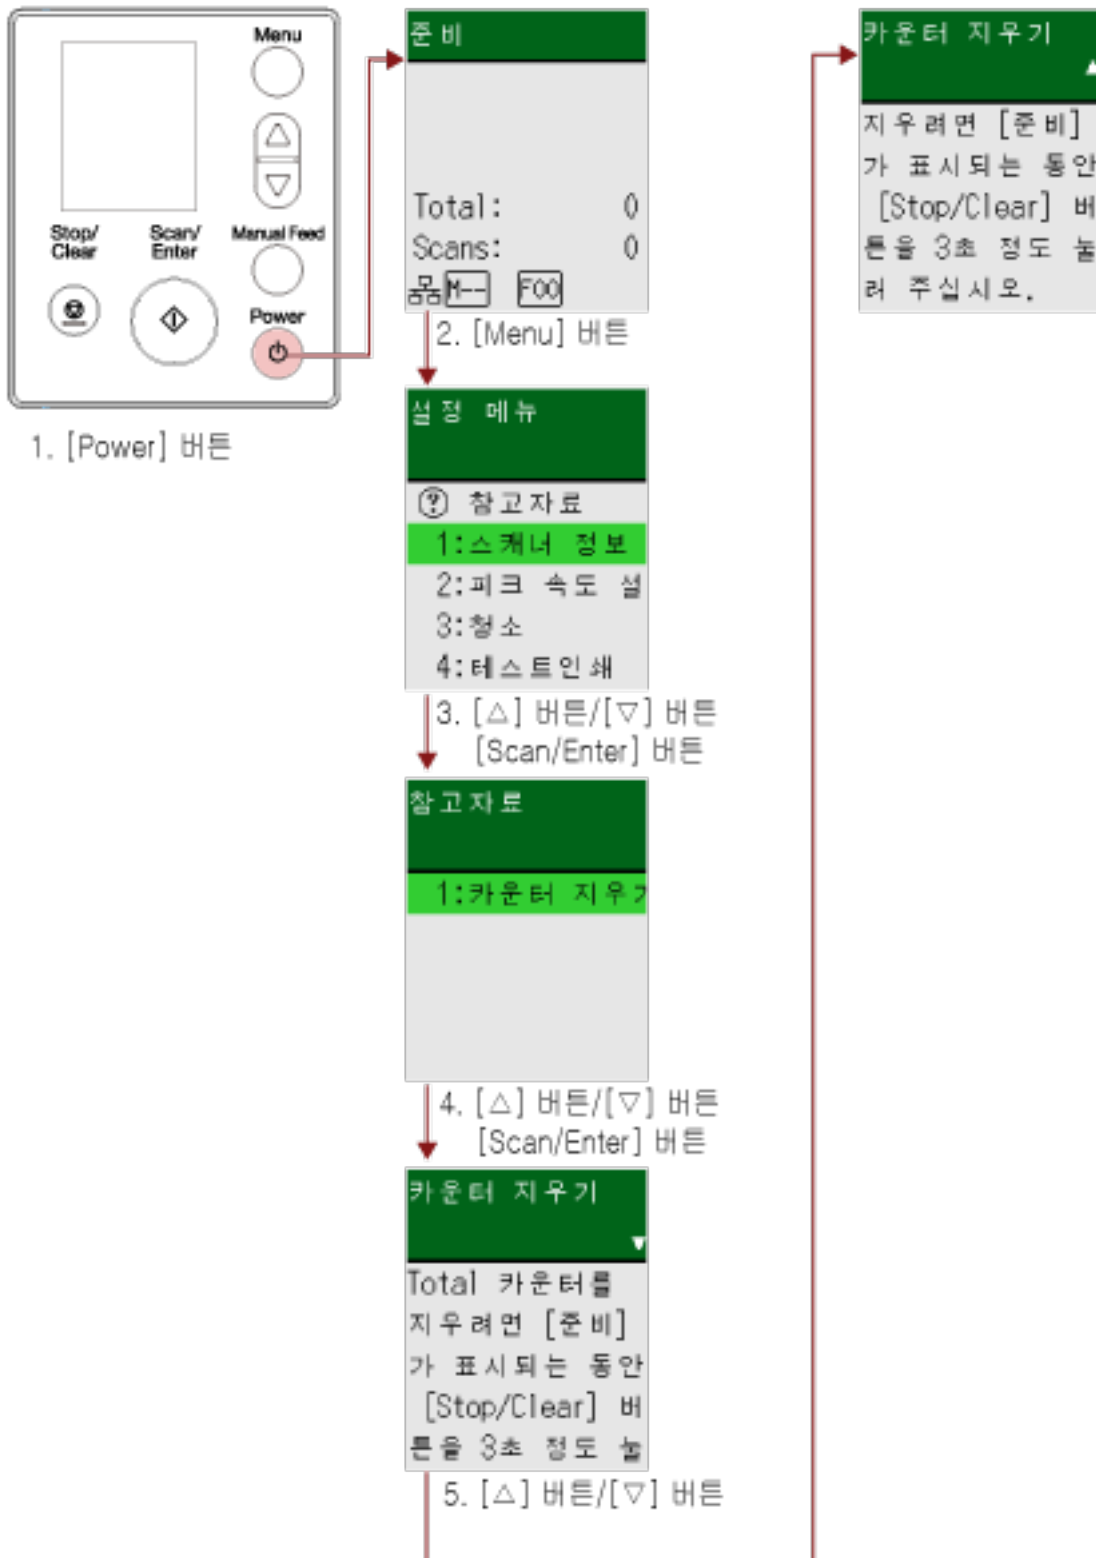 Menu
Stop/
Clear
Scan/
Enter
Manual Feed
Power
1. [Power] 버튼
준비
Total: 0
Scans: 0
M-- F00
2. [Menu] 버튼
설정 메뉴
? 참고자료
1:스캐너 정보
2:피크 속도 설
3:청소
4:테스트인쇄
3. [△] 버튼/[▽] 버튼
[Scan/Enter] 버튼
참고자료
1:카운터 지우기
4. [△] 버튼/[▽] 버튼
[Scan/Enter] 버튼
카운터 지우기
▼
Total 카운터를
지우려면 [준비]
가 표시되는 동안
[Stop/Clear] 버
튼을 3초 정도 눌
5. [△] 버튼/[▽] 버튼
카운터 지우기
▲
지우려면 [준비]
가 표시되는 동안
[Stop/Clear] 버
튼을 3초 정도 눌
러 주십시오.